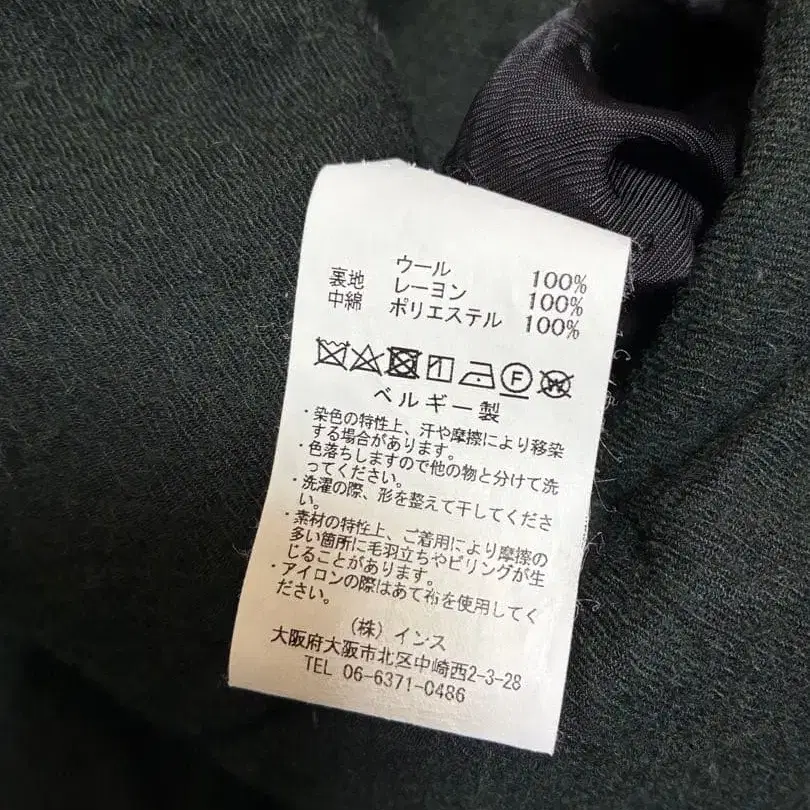 ウール 100%
裏地 レーヨン 100%
中綿 ポリエステル 100%
F W
ベルギー製
・染色の特性上、汗や摩擦により移染
する場合があります。
・色落ちしますので他の物と分けて洗
ってください。
・洗濯の際、形を整えて干してくださ
い。
・素材の特性上、ご着用により摩擦の
多い箇所に毛羽立ちやピリングが生
じることがあります。
・アイロンの際はあて布を使用してく
ださい。
(株) インス
大阪府大阪市北区中崎西2-3-28
TEL 06-6371-0486